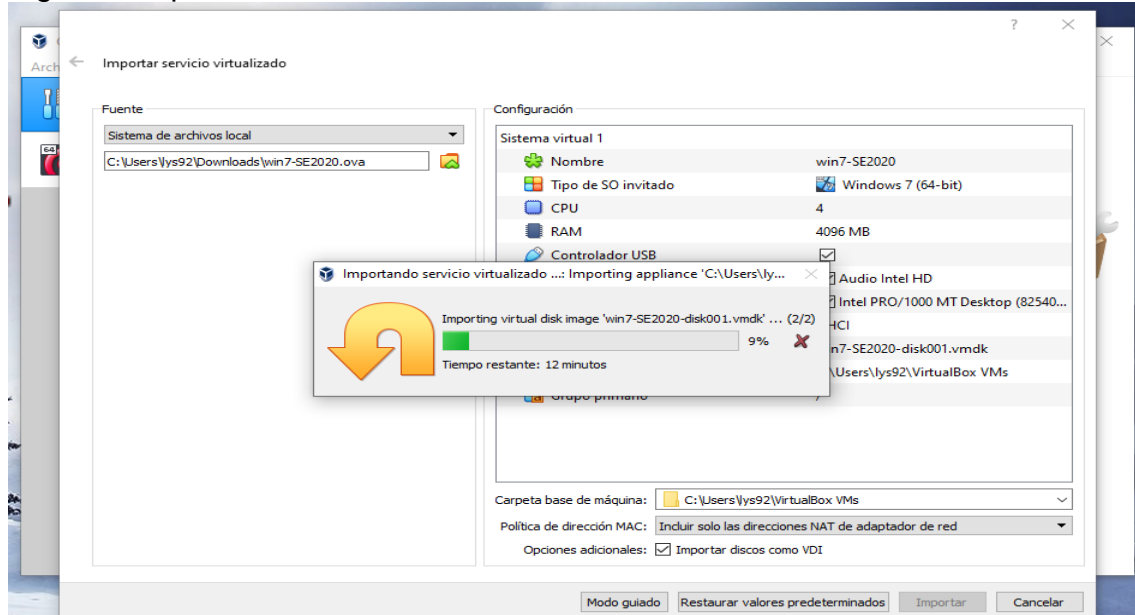 Arch
Importar servicio virtualizado
Fuente
Sistema de archivos local
C:\Users\lys92\Downloads\win7-SE2020.ova
Configuración
Sistema virtual 1
Nombre win7-SE2020
Tipo de SO invitado Windows 7 (64-bit)
CPU 4
RAM 4096 MB
Controlador USB
Audio Intel HD
Intel PRO/1000 MT Desktop (82540...
HCI
n7-SE2020-disk001.vmdk
\Users\lys92\VirtualBox VMs
Grupo primario /
Importando servicio virtualizado ...: Importing appliance 'C:\Users\ly...
Importing virtual disk image 'win7-SE2020-disk001.vmdk' ... (2/2)
9%
Tiempo restante: 12 minutos
Carpeta base de máquina: C:\Users\lys92\VirtualBox VMs
Política de dirección MAC: Incluir solo las direcciones NAT de adaptador de red
Opciones adicionales: Importar discos como VDI
Modo guiado Restaurar valores predeterminados Importar Cancelar